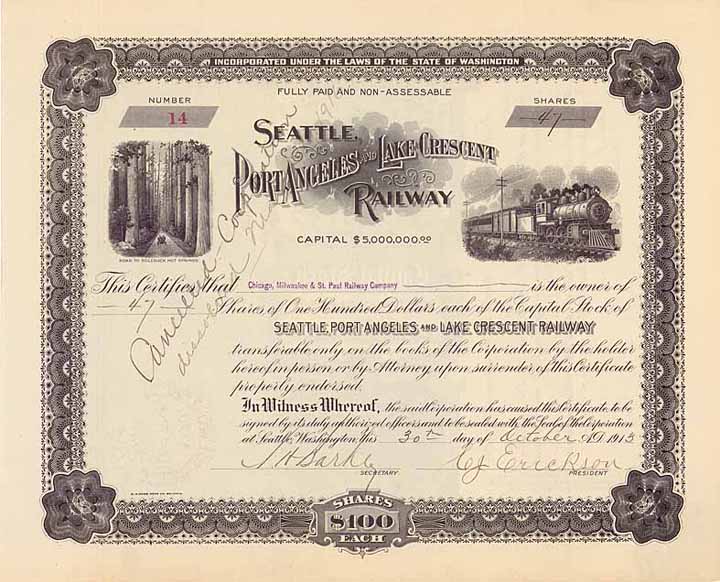 INCORPORATED UNDER THE LAWS OF THE STATE OF WASHINGTON
FULLY PAID AND NON-ASSESSABLE
NUMBER
14
SHARES
47
SEATTLE,
PORT ANGELES AND LAKE CRESCENT
RAILWAY
CAPITAL $5,000,000.00
ROAD TO SOLEDUCK HOT SPRINGS
Canceled Corporation
dissolved
This Certifies that Chicago, Milwaukee & St. Paul Railway Company is the owner of
47 Shares of One Hundred Dollars each of the Capital Stock of
SEATTLE, PORT ANGELES AND LAKE CRESCENT RAILWAY
transferable only on the books of the Corporation by the holder
hereof in person or by Attorney upon surrender of this Certificate
properly endorsed.
In Witness Whereof, the said Corporation has caused this Certificate to be
signed by its duly authorized officers and to be sealed with the Seal of the Corporation
at Seattle, Washington this 30th day of October A.D. 1915
SECRETARY
C J Erickson
PRESIDENT
SHARES
$100
EACH